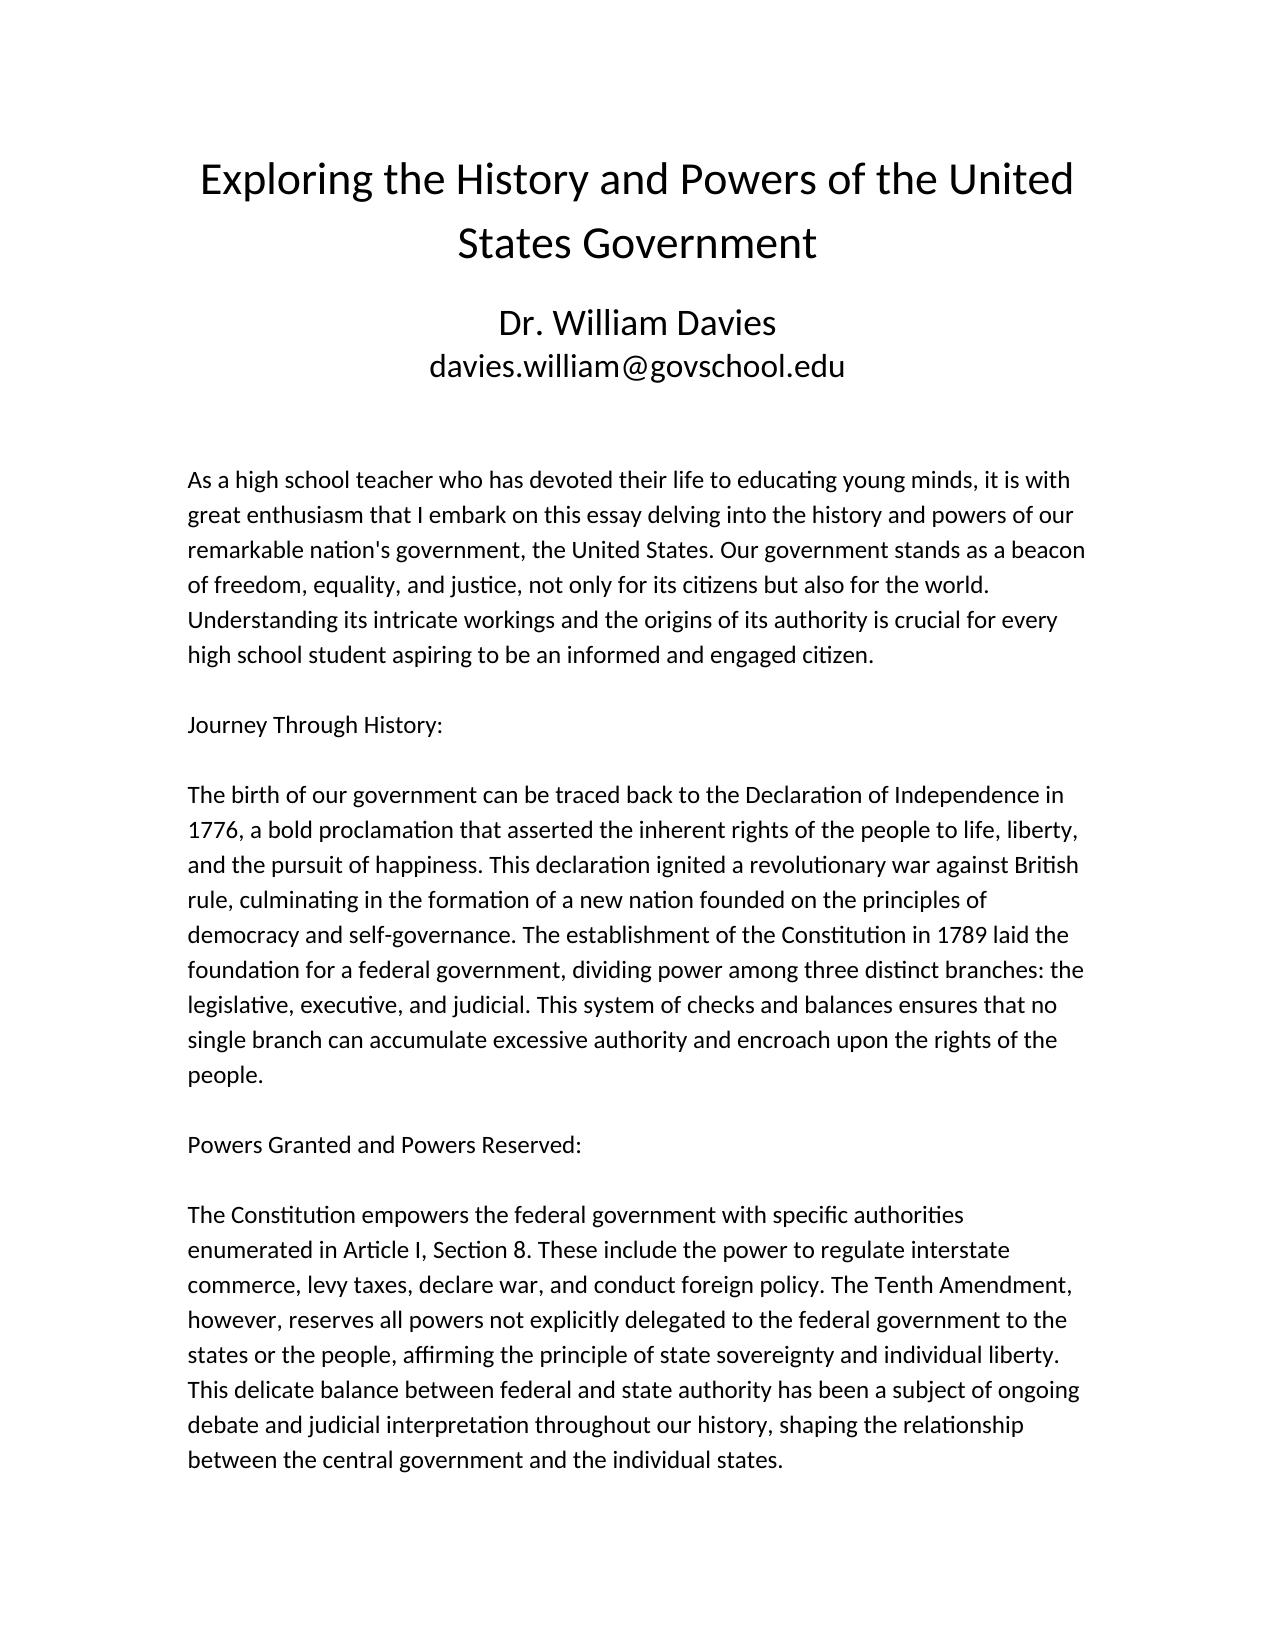 Exploring the History and Powers of the United
States Government
Dr. William Davies
davies.william@govschool.edu
As a high school teacher who has devoted their life to educating young minds, it is with
great enthusiasm that I embark on this essay delving into the history and powers of our
remarkable nation's government, the United States. Our government stands as a beacon
of freedom, equality, and justice, not only for its citizens but also for the world.
Understanding its intricate workings and the origins of its authority is crucial for every
high school student aspiring to be an informed and engaged citizen.
Journey Through History:
The birth of our government can be traced back to the Declaration of Independence in
1776, a bold proclamation that asserted the inherent rights of the people to life, liberty,
and the pursuit of happiness. This declaration ignited a revolutionary war against British
rule, culminating in the formation of a new nation founded on the principles of
democracy and self-governance. The establishment of the Constitution in 1789 laid the
foundation for a federal government, dividing power among three distinct branches: the
legislative, executive, and judicial. This system of checks and balances ensures that no
single branch can accumulate excessive authority and encroach upon the rights of the
people.
Powers Granted and Powers Reserved:
The Constitution empowers the federal government with specific authorities
enumerated in Article I, Section 8. These include the power to regulate interstate
commerce, levy taxes, declare war, and conduct foreign policy. The Tenth Amendment,
however, reserves all powers not explicitly delegated to the federal government to the
states or the people, affirming the principle of state sovereignty and individual liberty.
This delicate balance between federal and state authority has been a subject of ongoing
debate and judicial interpretation throughout our history, shaping the relationship
between the central government and the individual states.